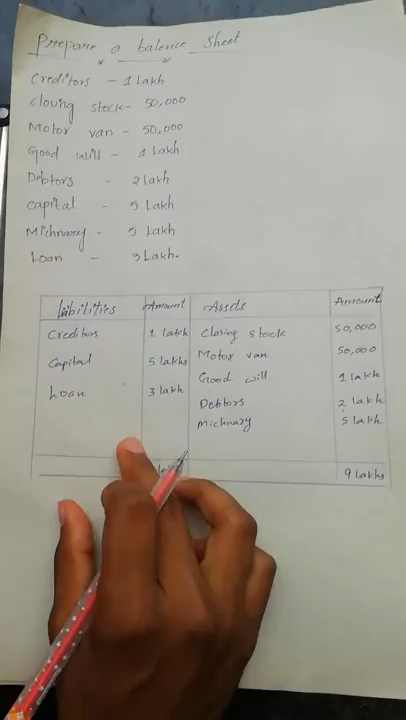 Prepare a balence sheet
Creditors - 1 lakh
Closing stock - 50,000
Motor van - 50,000
Good will - 1 Lakh
Debtors - 2 lakh
Capital - 5 Lakh
Michnary - 5 Lakh
Loan - 3 Lakh.
Libilities Amount Assets Amount
Creditors 1 lakh Closing stock 50,000
Capital 5 lakhs Motor van 50,000
Loan 3 lakh Good will 1 lakh
Debtors 2 lakh
Michnary 5 lakh
9 lakhs